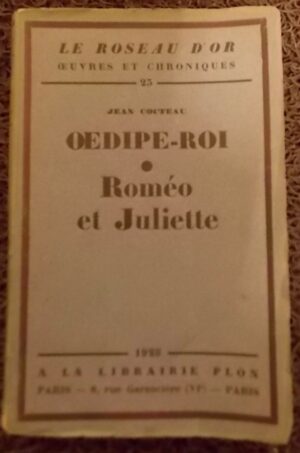 LE ROSEAU D'OR
ŒUVRES ET CHRONIQUES
25
JEAN COCTEAU
ŒDIPE-ROI
●
Roméo
et Juliette
1928
A LA LIBRAIRIE PLON
PARIS — 8, rue Garancière (VIᵉ) — PARIS